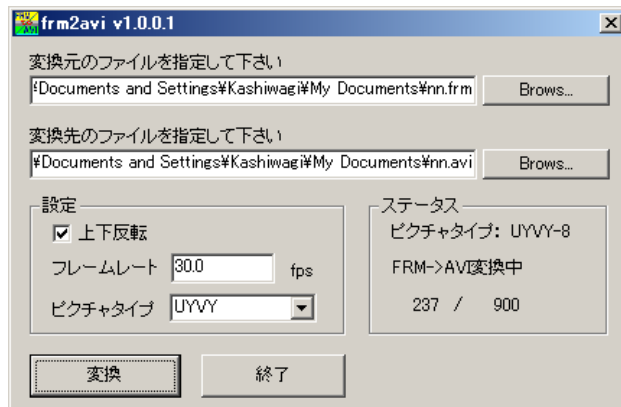 frm2avi v1.0.0.1
変換元のファイルを指定して下さい
¥Documents and Settings¥Kashiwagi¥My Documents¥nn.frm
Brows...
変換先のファイルを指定して下さい
¥Documents and Settings¥Kashiwagi¥My Documents¥nn.avi
Brows...
設定
上下反転
フレームレート 30.0 fps
ピクチャタイプ UYVY
ステータス
ピクチャタイプ: UYVY-8
FRM->AVI変換中
237 / 900
変換
終了